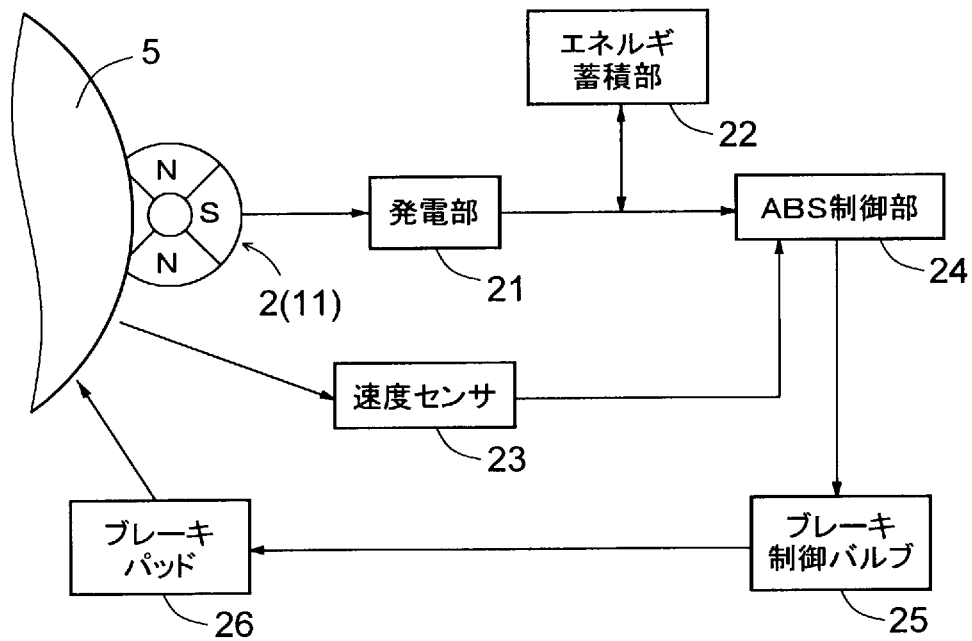 エネルギ
蓄積部
5
22
N
S
N
発電部
ABS制御部
21
24
2(11)
速度センサ
23
ブレーキ
パッド
ブレーキ
制御バルブ
26
25